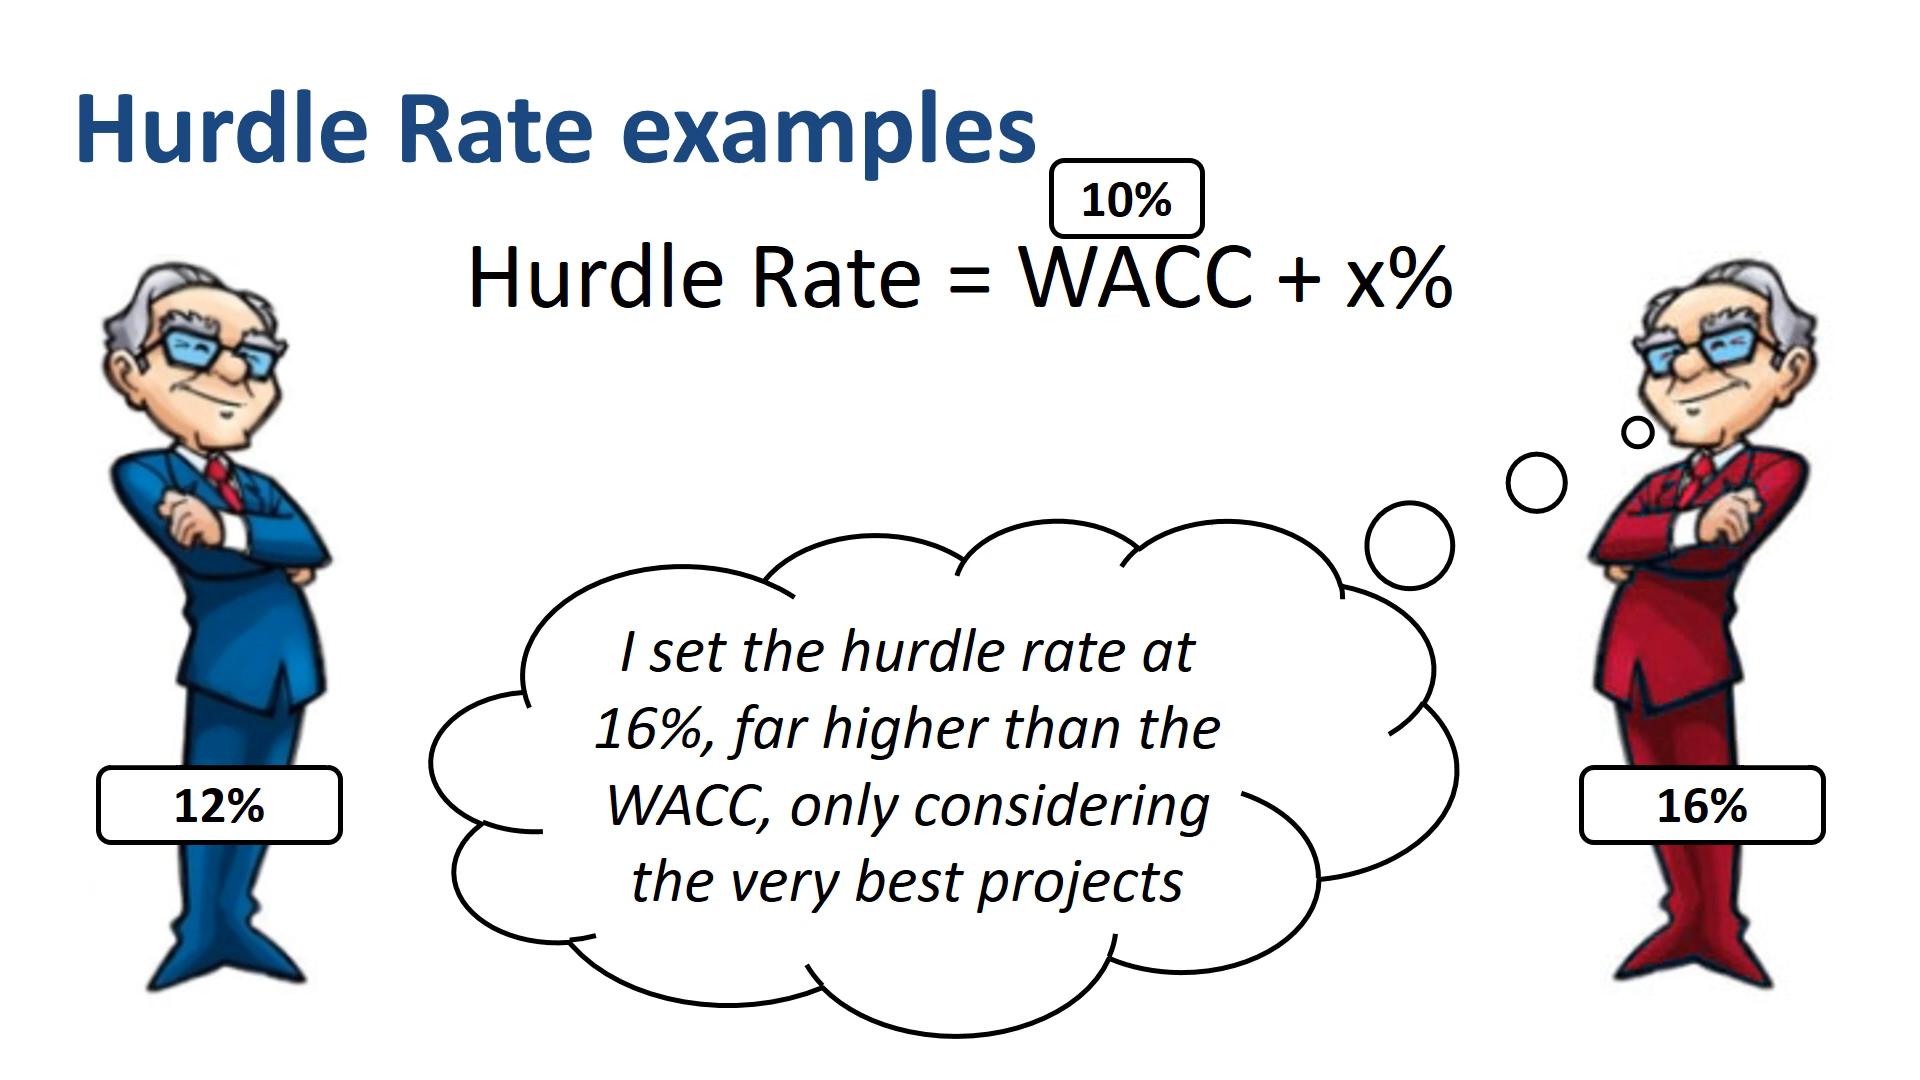 Hurdle Rate examples
10%
Hurdle Rate = WACC + x%
I set the hurdle rate at
16%, far higher than the
WACC, only considering
the very best projects
12%
16%